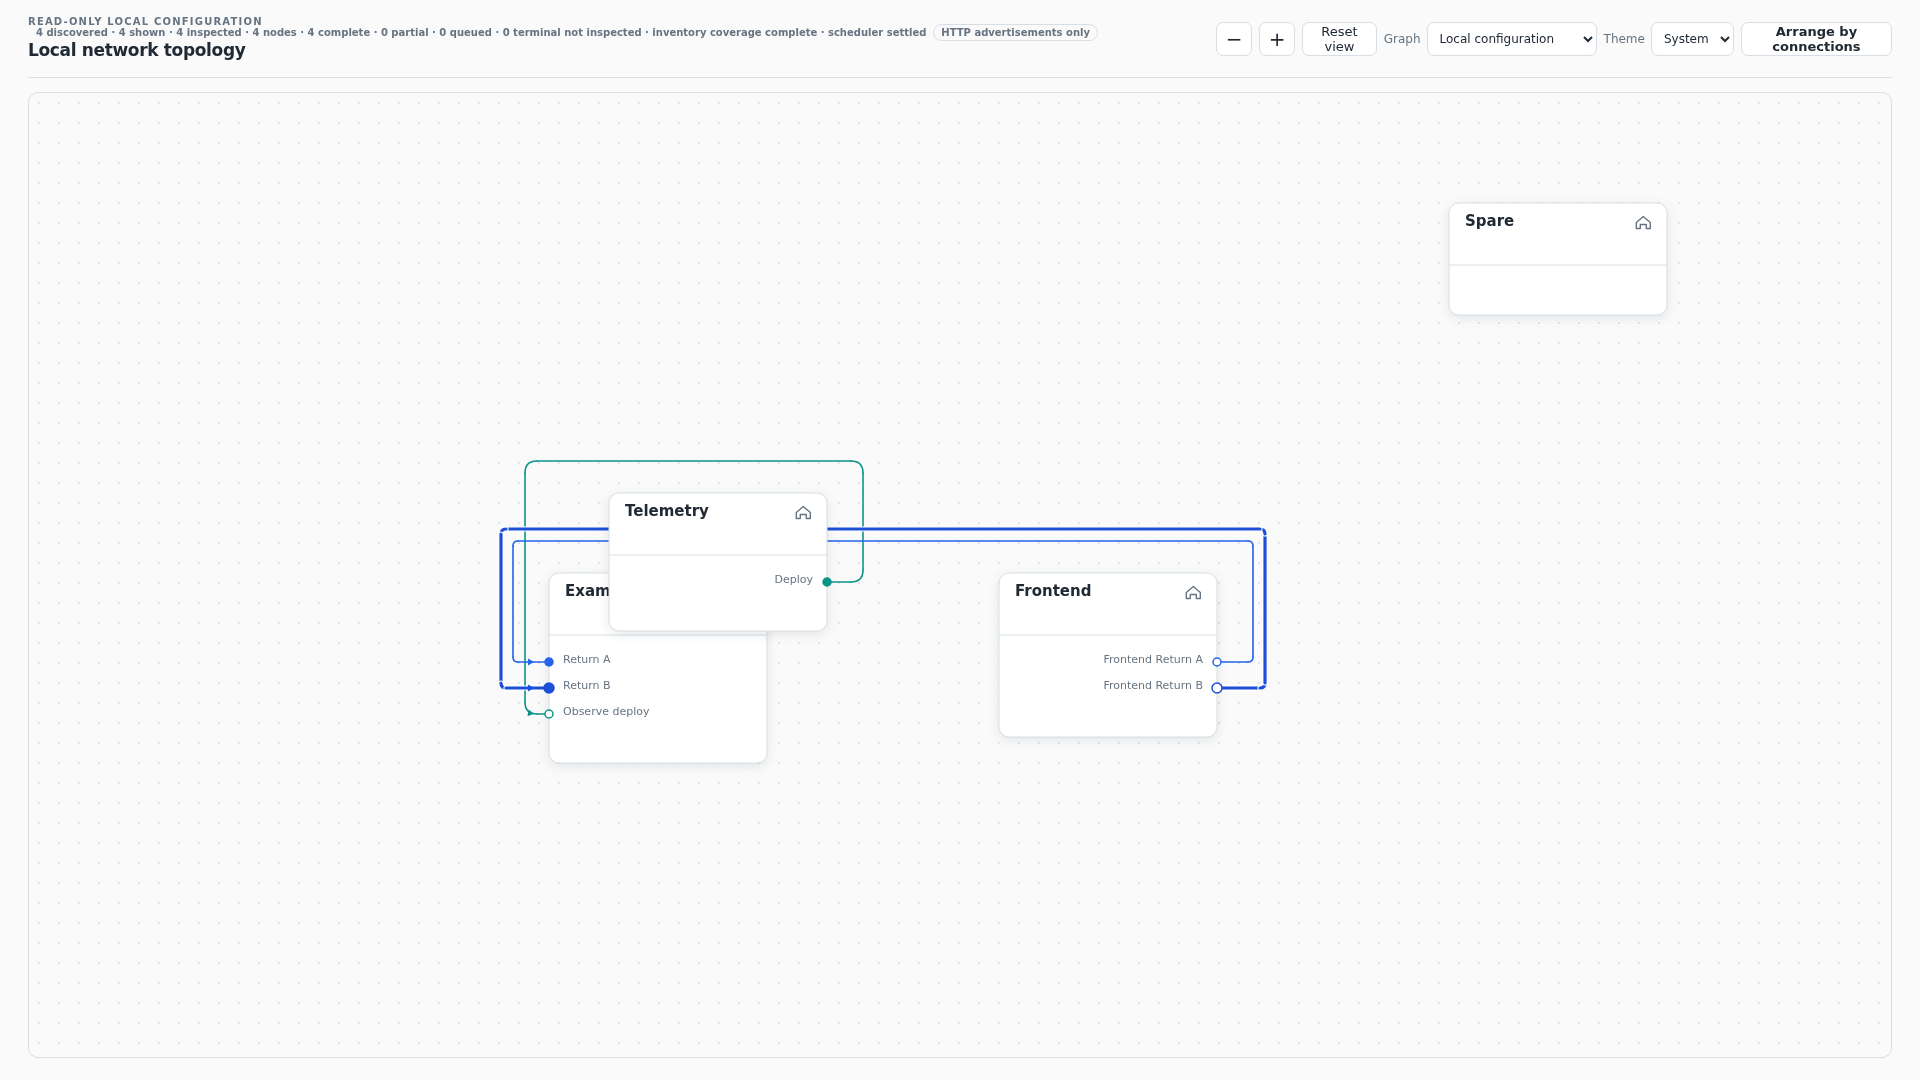 READ-ONLY LOCAL CONFIGURATION
4 discovered · 4 shown · 4 inspected · 4 nodes · 4 complete · 0 partial · 0 queued · 0 terminal not inspected · inventory coverage complete · scheduler settled
HTTP advertisements only
Local network topology
−
+
Reset
view
Graph
Local configuration
Theme
System
Arrange by
connections
Spare
Telemetry
Deploy
Exam
Return A
Return B
Observe deploy
Frontend
Frontend Return A
Frontend Return B